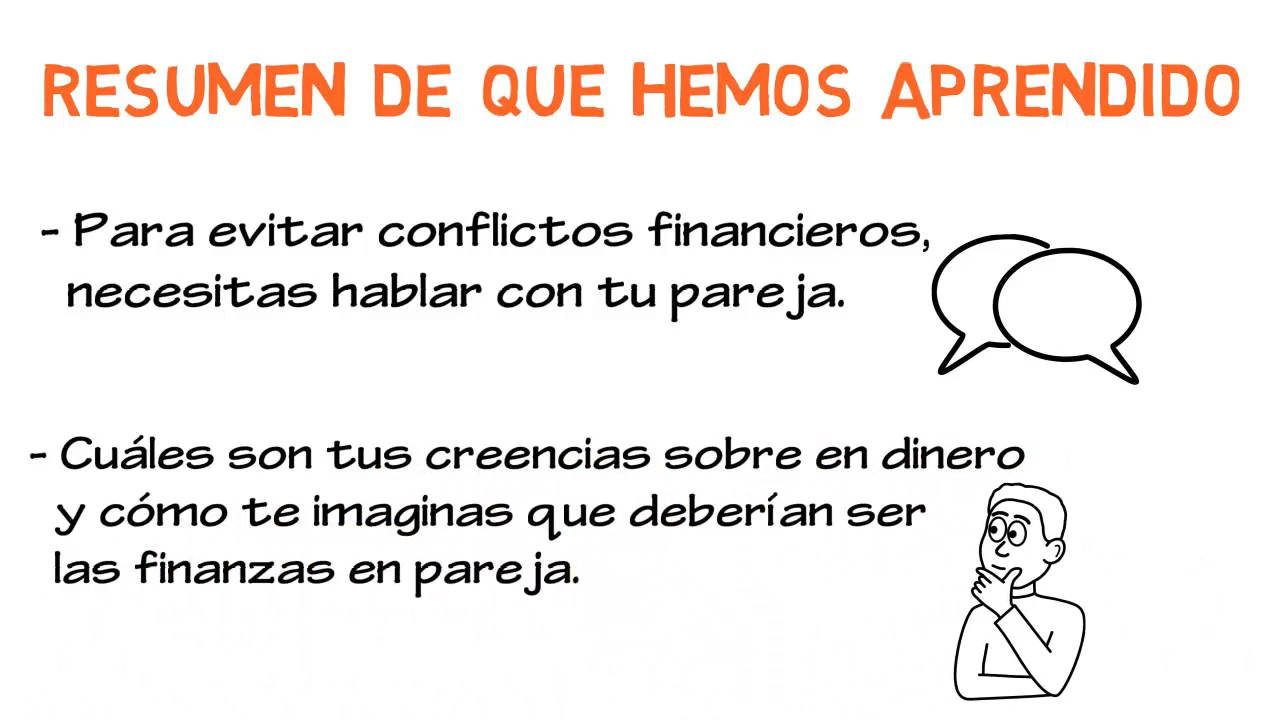 RESUMEN DE QUE HEMOS APRENDIDO
- Para evitar conflictos financieros,
necesitas hablar con tu pareja.
- Cuáles son tus creencias sobre en dinero
y cómo te imaginas que deberían ser
las finanzas en pareja.